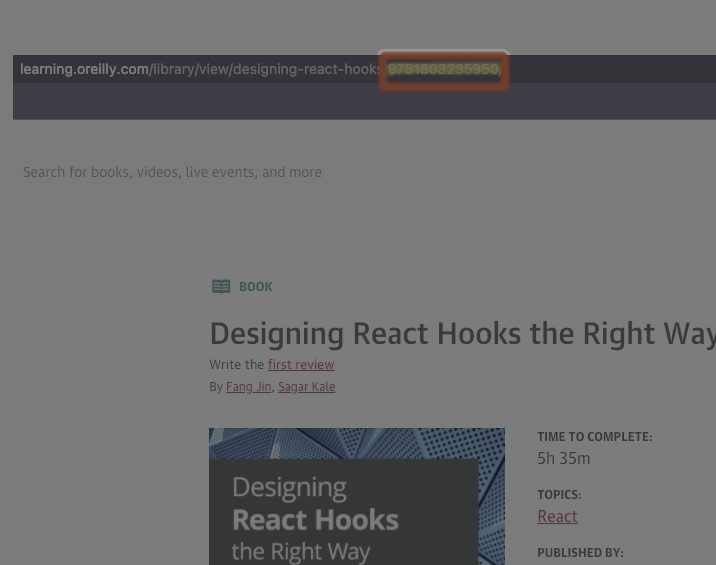 learning.oreilly.com/library/view/designing-react-hooks/9781803235950/
Search for books, videos, live events, and more
BOOK
Designing React Hooks the Right Way
Write the first review
By Fang Jin, Sagar Kale
TIME TO COMPLETE:
5h 35m
TOPICS:
React
PUBLISHED BY:
Designing
React Hooks
the Right Way